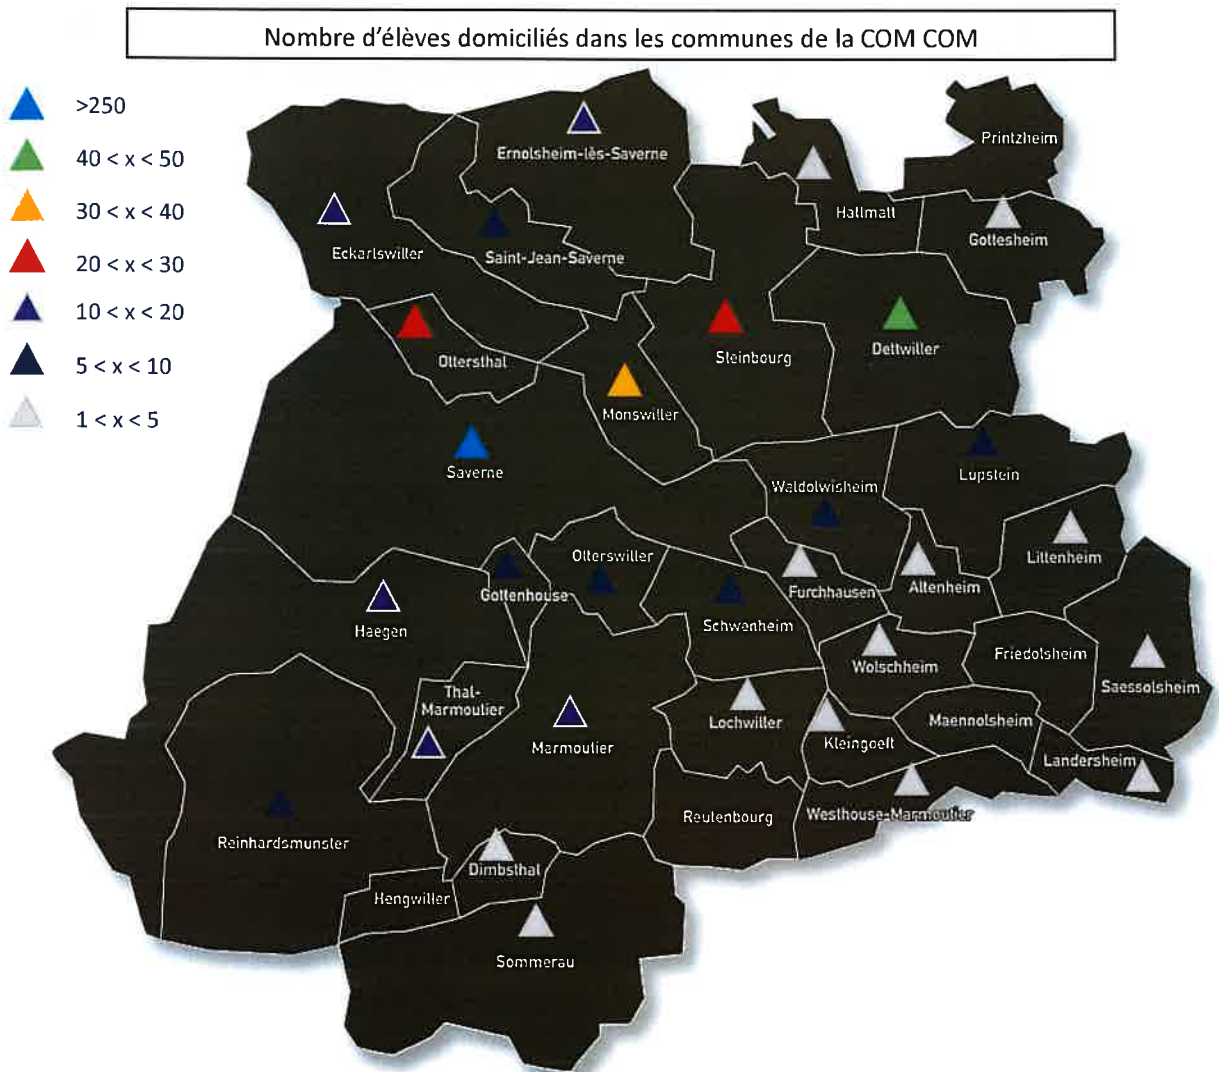 Nombre d'élèves domiciliés dans les communes de la COM COM
>250
40 < x < 50
30 < x < 40
20 < x < 30
10 < x < 20
5 < x < 10
1 < x < 5
Printzheim
Ernolsheim-lès-Saverne
Hattmatt
Gottesheim
Eckartswiller
Saint-Jean-Saverne
Ottersthal
Steinbourg
Dettwiller
Monswiller
Saverne
Waldolwisheim
Lupstein
Otterswiller
Littenheim
Gottenhouse
Furchhausen
Altenheim
Haegen
Schwenheim
Wolschheim
Friedolsheim
Saessolsheim
Thal-
Marmoutier
Marmoutier
Lochwiller
Kleingoeft
Maennolsheim
Landersheim
Reutenbourg
Westhouse-Marmoutier
Reinhardsmunster
Dimbsthal
Hengwiller
Sommerau